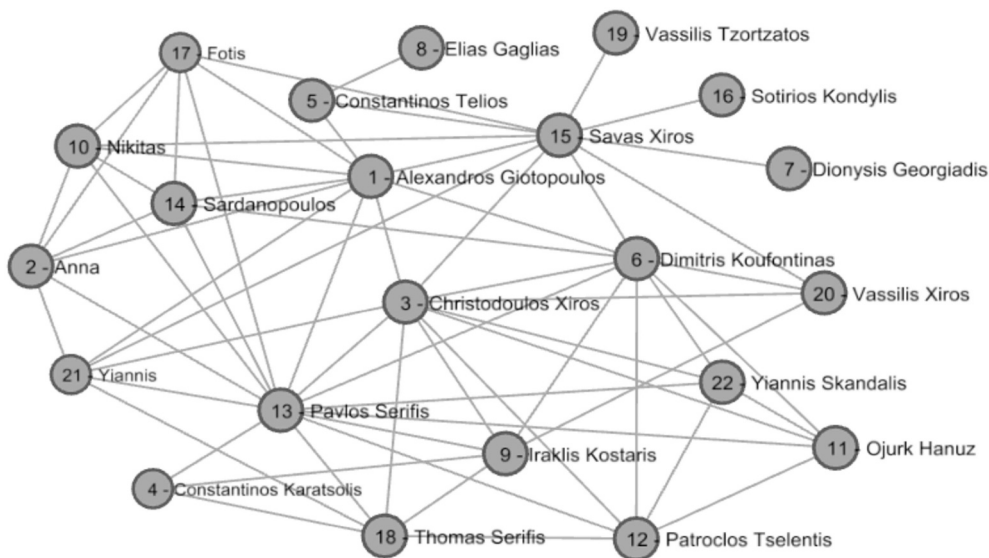 19 - Vassilis Tzortzatos
17 - Fotis
8 - Elias Gaglias
5 - Constantinos Telios
16 - Sotirios Kondylis
15 - Savas Xiros
10 - Nikitas
7 - Dionysis Georgiadis
1 - Alexandros Giotopoulos
14 - Sardanopoulos
6 - Dimitris Koufontinas
2 - Anna
20 - Vassilis Xiros
3 - Christodoulos Xiros
21 - Yiannis
22 - Yiannis Skandalis
13 - Pavlos Serifis
11 - Ojurk Hanuz
9 - Iraklis Kostaris
4 - Constantinos Karatsolis
18 - Thomas Serifis
12 - Patroclos Tselentis